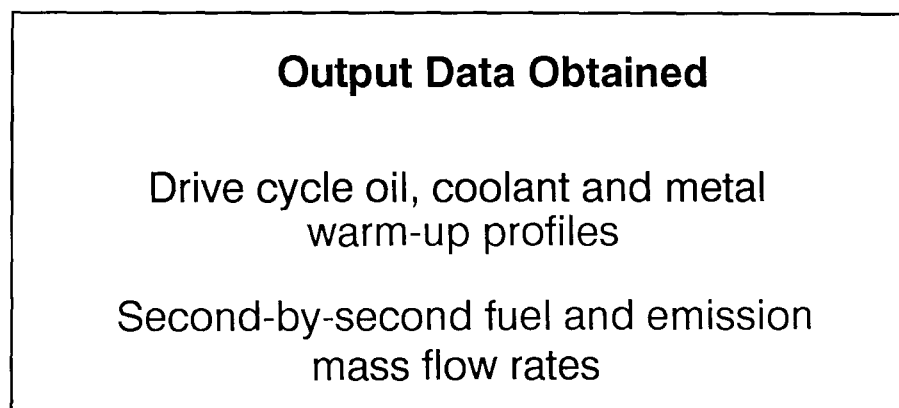 Output Data Obtained
Drive cycle oil, coolant and metal
warm-up profiles
Second-by-second fuel and emission
mass flow rates